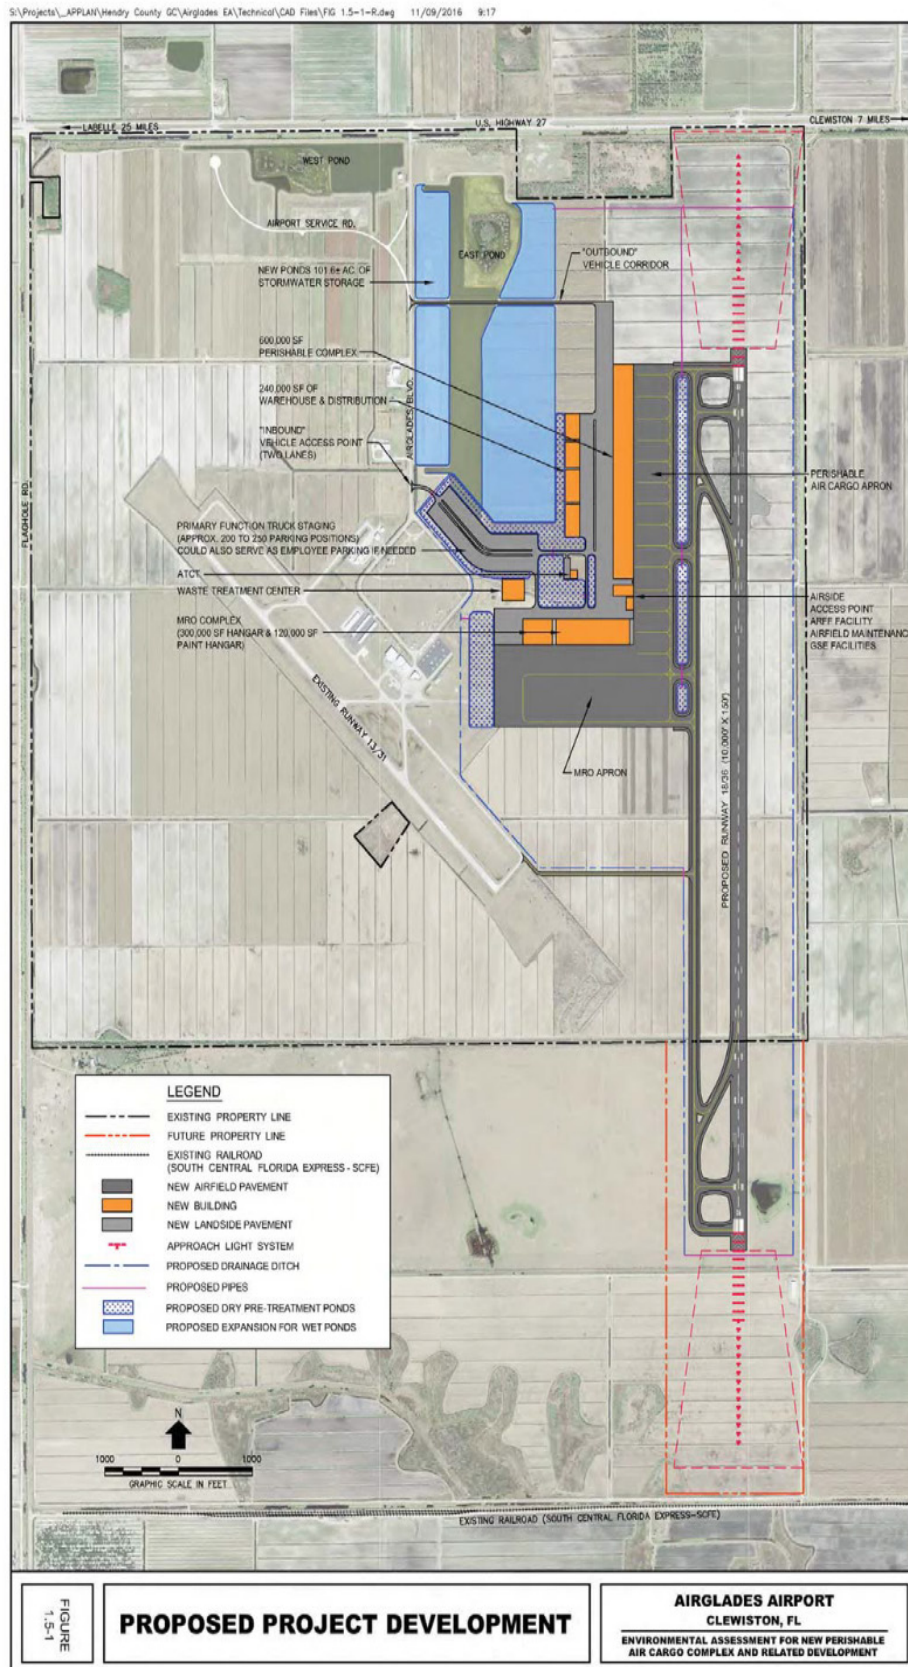 S:\Projects\_APPLAN\Hendry County GC\Airglades EA\Technical\CAD Files\FIG 1.5-1-R.dwg 11/09/2016 9:17
LABELLE 25 MILES
U.S. HIGHWAY 27
CLEWISTON 7 MILES
WEST POND
AIRPORT SERVICE RD.
EAST POND
"OUTBOUND"
VEHICLE CORRIDOR
NEW PONDS 101.6± AC. OF
STORMWATER STORAGE
600,000 SF
PERISHABLE COMPLEX
240,000 SF OF
WAREHOUSE & DISTRIBUTION
AIRGLADES BLVD.
"INBOUND"
VEHICLE ACCESS POINT
(TWO LANES)
FLAGHOLE RD.
PERISHABLE
AIR CARGO APRON
PRIMARY FUNCTION TRUCK STAGING
(APPROX. 200 TO 250 PARKING POSITIONS)
COULD ALSO SERVE AS EMPLOYEE PARKING IF NEEDED
ATCT
WASTE TREATMENT CENTER
MRO COMPLEX
(300,000 SF HANGAR & 120,000 SF
PAINT HANGAR)
AIRSIDE
ACCESS POINT
ARFF FACILITY
AIRFIELD MAINTENANCE
GSE FACILITIES
EXISTING RUNWAY 13/31
MRO APRON
PROPOSED RUNWAY 18/36 (10,000' X 150')
LEGEND
EXISTING PROPERTY LINE
FUTURE PROPERTY LINE
EXISTING RAILROAD
(SOUTH CENTRAL FLORIDA EXPRESS - SCFE)
NEW AIRFIELD PAVEMENT
NEW BUILDING
NEW LANDSIDE PAVEMENT
APPROACH LIGHT SYSTEM
PROPOSED DRAINAGE DITCH
PROPOSED PIPES
PROPOSED DRY PRE-TREATMENT PONDS
PROPOSED EXPANSION FOR WET PONDS
N
1000 0 1000
GRAPHIC SCALE IN FEET
EXISTING RAILROAD (SOUTH CENTRAL FLORIDA EXPRESS-SCFE)
FIGURE
1.5-1
PROPOSED PROJECT DEVELOPMENT
AIRGLADES AIRPORT
CLEWISTON, FL
ENVIRONMENTAL ASSESSMENT FOR NEW PERISHABLE
AIR CARGO COMPLEX AND RELATED DEVELOPMENT